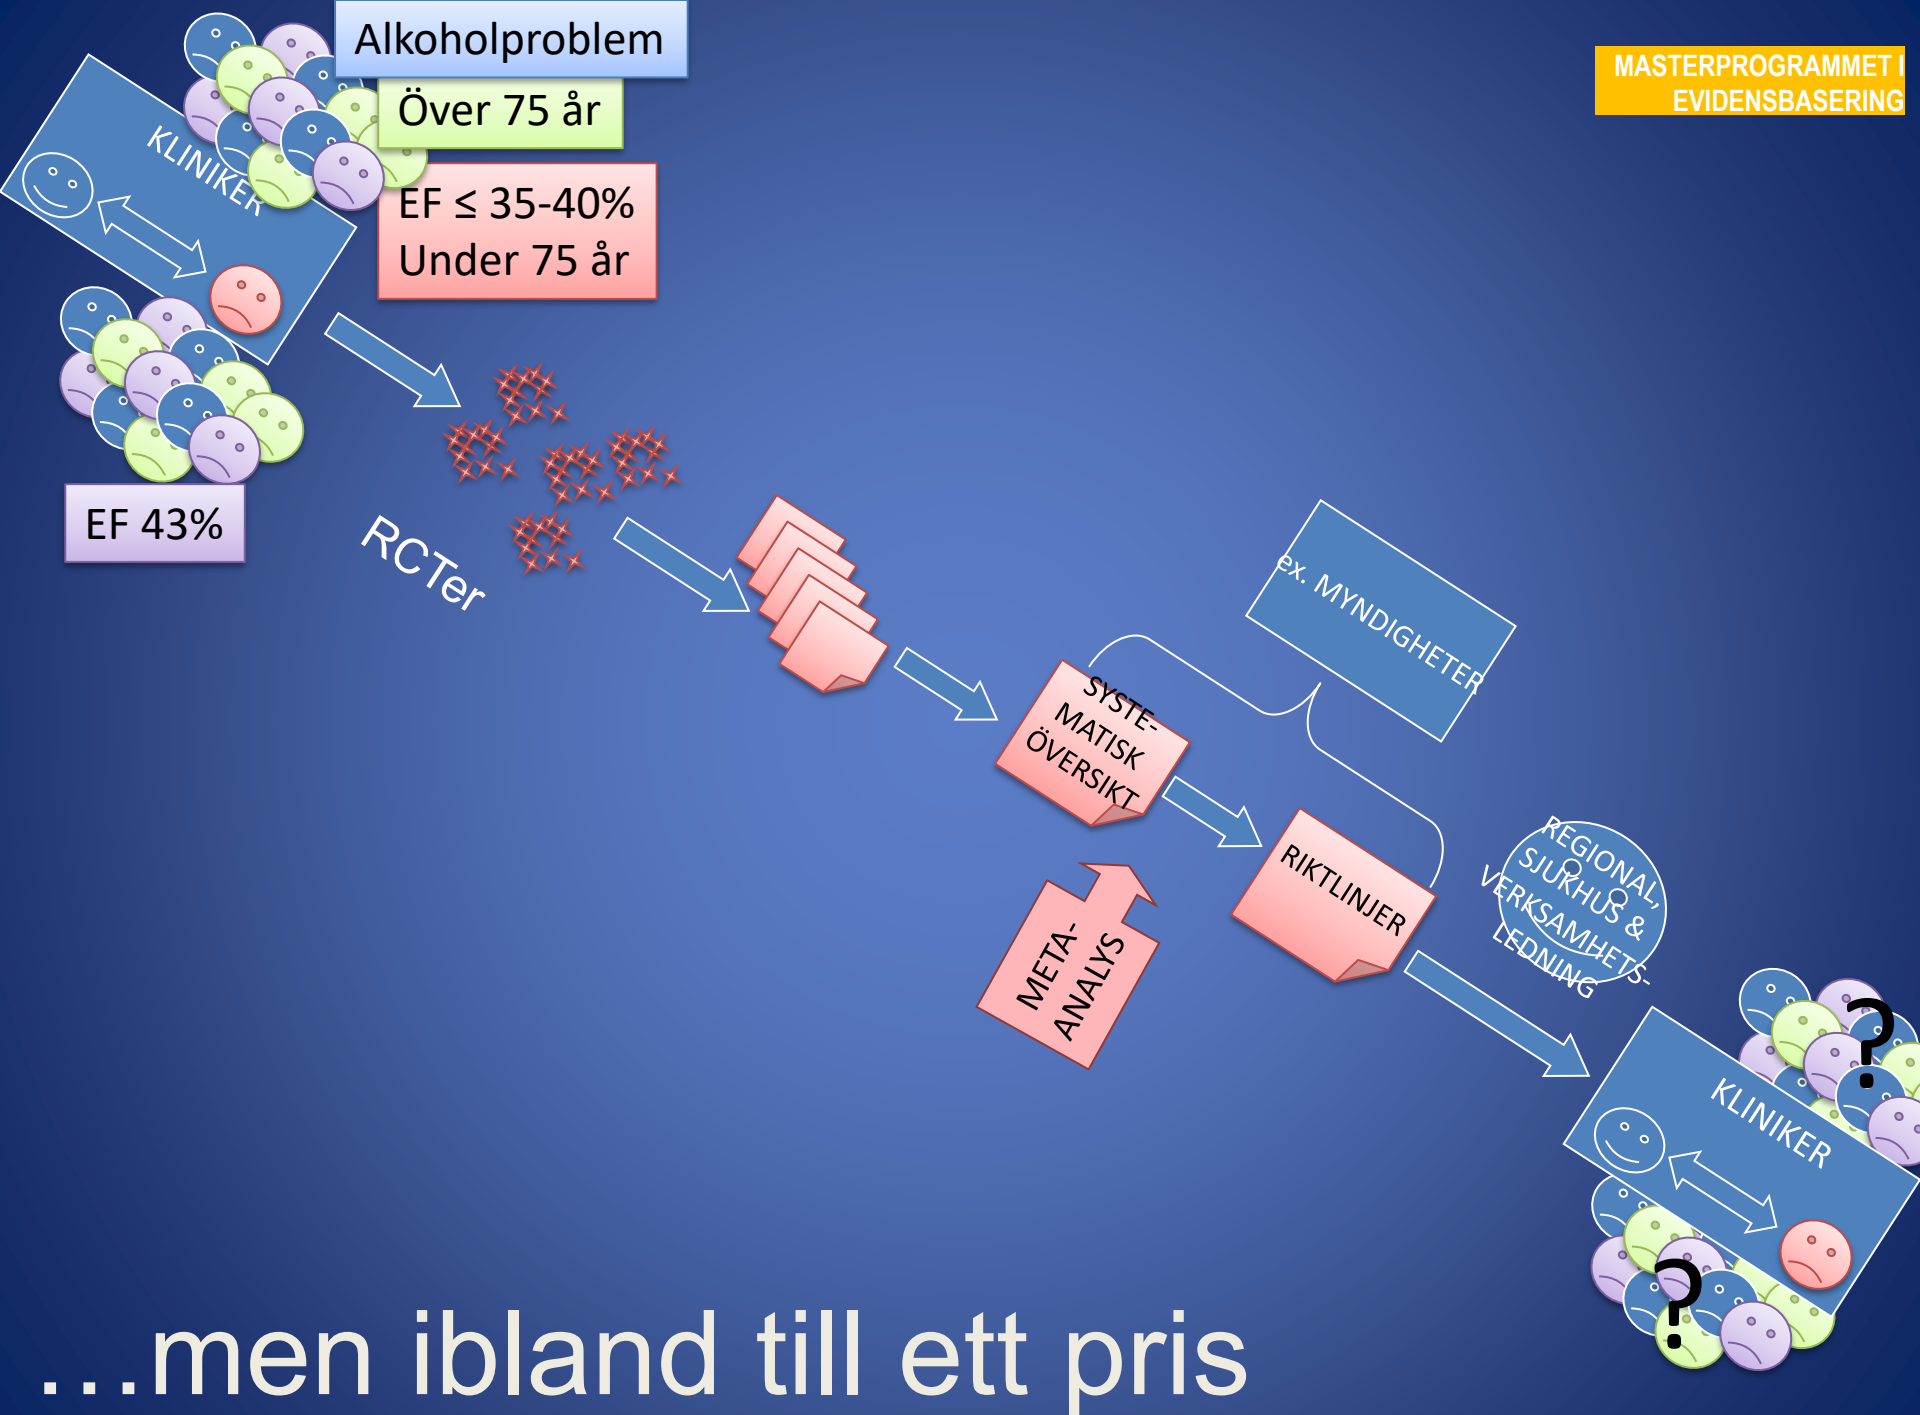 Alkoholproblem
Över 75 år
EF ≤ 35-40%
Under 75 år
MASTERPROGRAMMET I
EVIDENSBASERING
KLINIKER
EF 43%
RCTer
ex. MYNDIGHETER
SYSTE-
MATISK
ÖVERSIKT
META-
ANALYS
RIKTLINJER
REGIONAL,
SJUKHUS &
VERKSAMHETS-
LEDNING
?
KLINIKER
?
...men ibland till ett pris